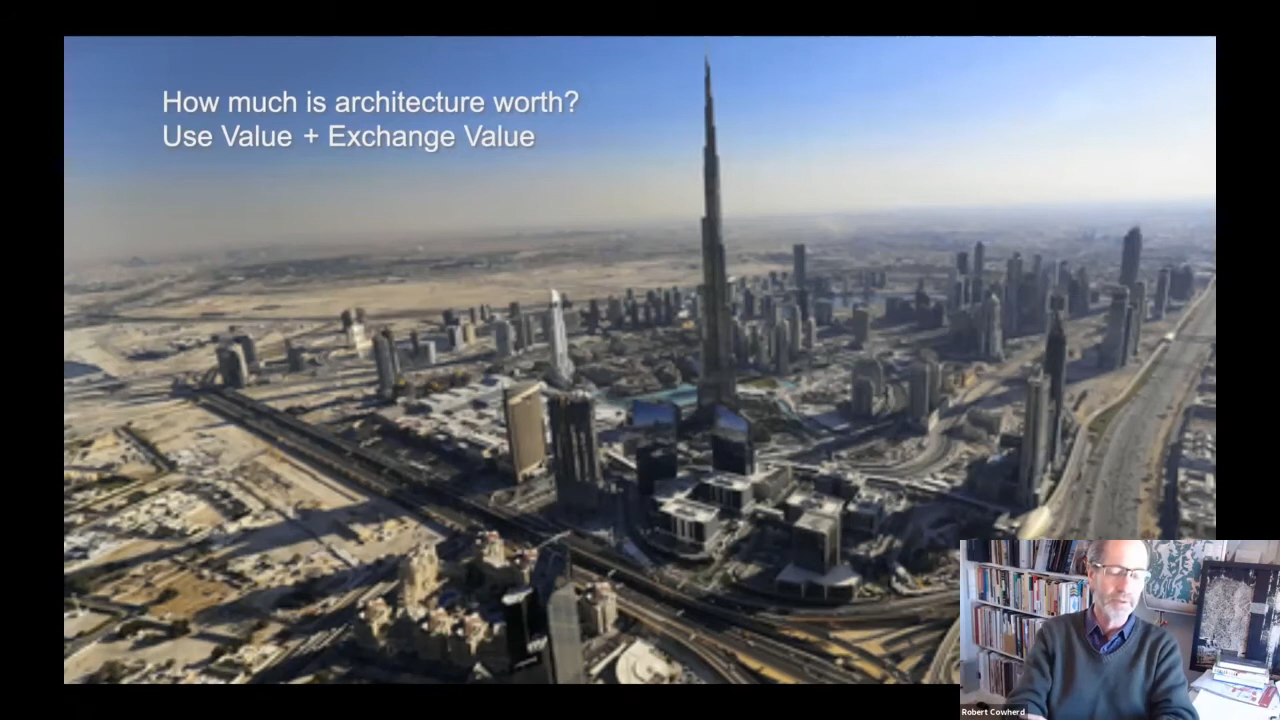 How much is architecture worth?
Use Value + Exchange Value
Robert Cowherd